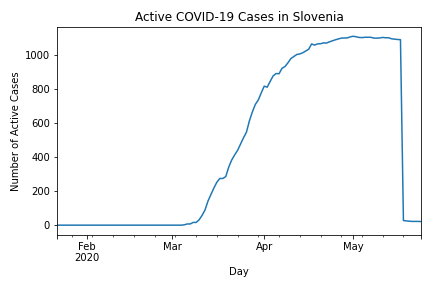 Active COVID-19 Cases in Slovenia
Number of Active Cases
1000
800
600
400
200
0
Feb
2020
Mar
Apr
May
Day